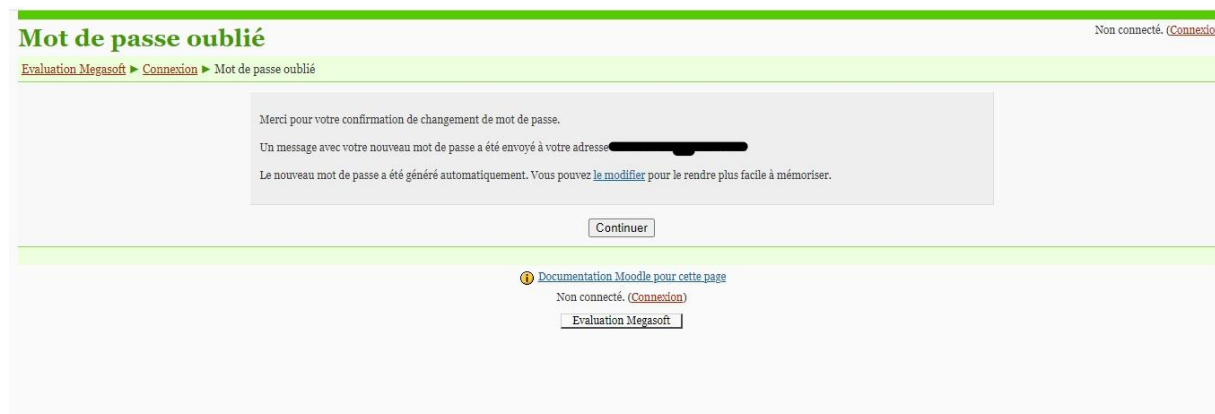 Mot de passe oublié
Non connecté. (Connexio
Evaluation Megasoft ► Connexion ► Mot de passe oublié
Merci pour votre confirmation de changement de mot de passe.
Un message avec votre nouveau mot de passe a été envoyé à votre adresse
Le nouveau mot de passe a été généré automatiquement. Vous pouvez le modifier pour le rendre plus facile à mémoriser.
Continuer
Documentation Moodle pour cette page
Non connecté. (Connexion)
Evaluation Megasoft